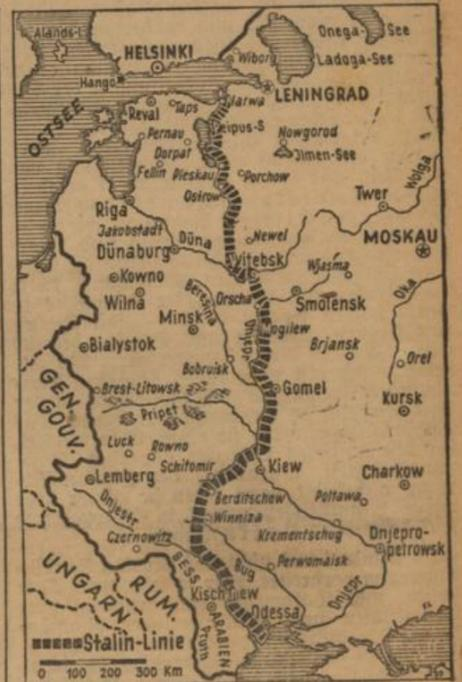 Alands-I.
Onega-See
HELSINKI
Wiborg
Ladoga-See
Hangö
LENINGRAD
Narwa
OSTSEE
Reval
Taps
Peipus-S
Pernau
Nowgorod
Dorpat
Ilmen-See
Fellin
Pleskau
Porchow
Ostrow
Wolga
Riga
Twer
Jakobstadt
Düna
Newel
MOSKAU
Dünaburg
Witebsk
Kowno
Wjasma
Oka
Wilna
Beresina
Orscha
Smolensk
Minsk
Dnjepr
Mogilew
Bialystok
Brjansk
Orel
Bobruisk
GEN.
GOUV.
Brest-Litowsk
Gomel
Kursk
Pripet
Luck
Rowno
Schitomir
Kiew
Charkow
Lemberg
Berditschew
Poltawa
Dnjestr
Winniza
Krementschug
Czernowitz
Dnjepro-
petrowsk
Bug
Perwomaisk
UNGARN
RUM.
BESS
ARABIEN
Kischinew
Dnjepr
Odessa
Pruth
Stalin-Linie
0 100 200 300 Km